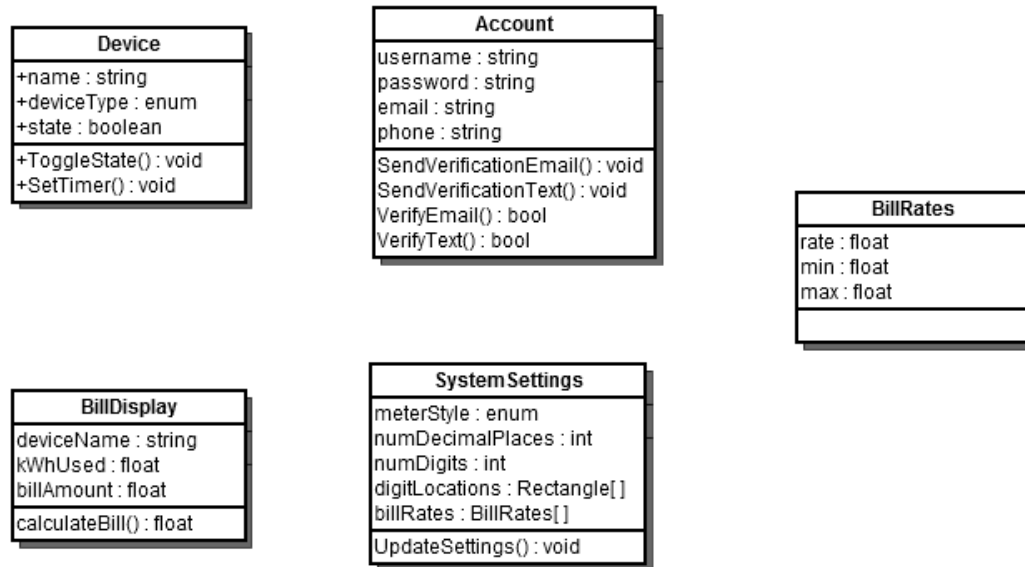 Device
+name : string
+deviceType : enum
+state : boolean
+ToggleState() : void
+SetTimer() : void
Account
username : string
password : string
email : string
phone : string
SendVerificationEmail() : void
SendVerificationText() : void
VerifyEmail() : bool
VerifyText() : bool
BillRates
rate : float
min : float
max : float
BillDisplay
deviceName : string
kWhUsed : float
billAmount : float
calculateBill() : float
SystemSettings
meterStyle : enum
numDecimalPlaces : int
numDigits : int
digitLocations : Rectangle[ ]
billRates : BillRates[ ]
UpdateSettings() : void